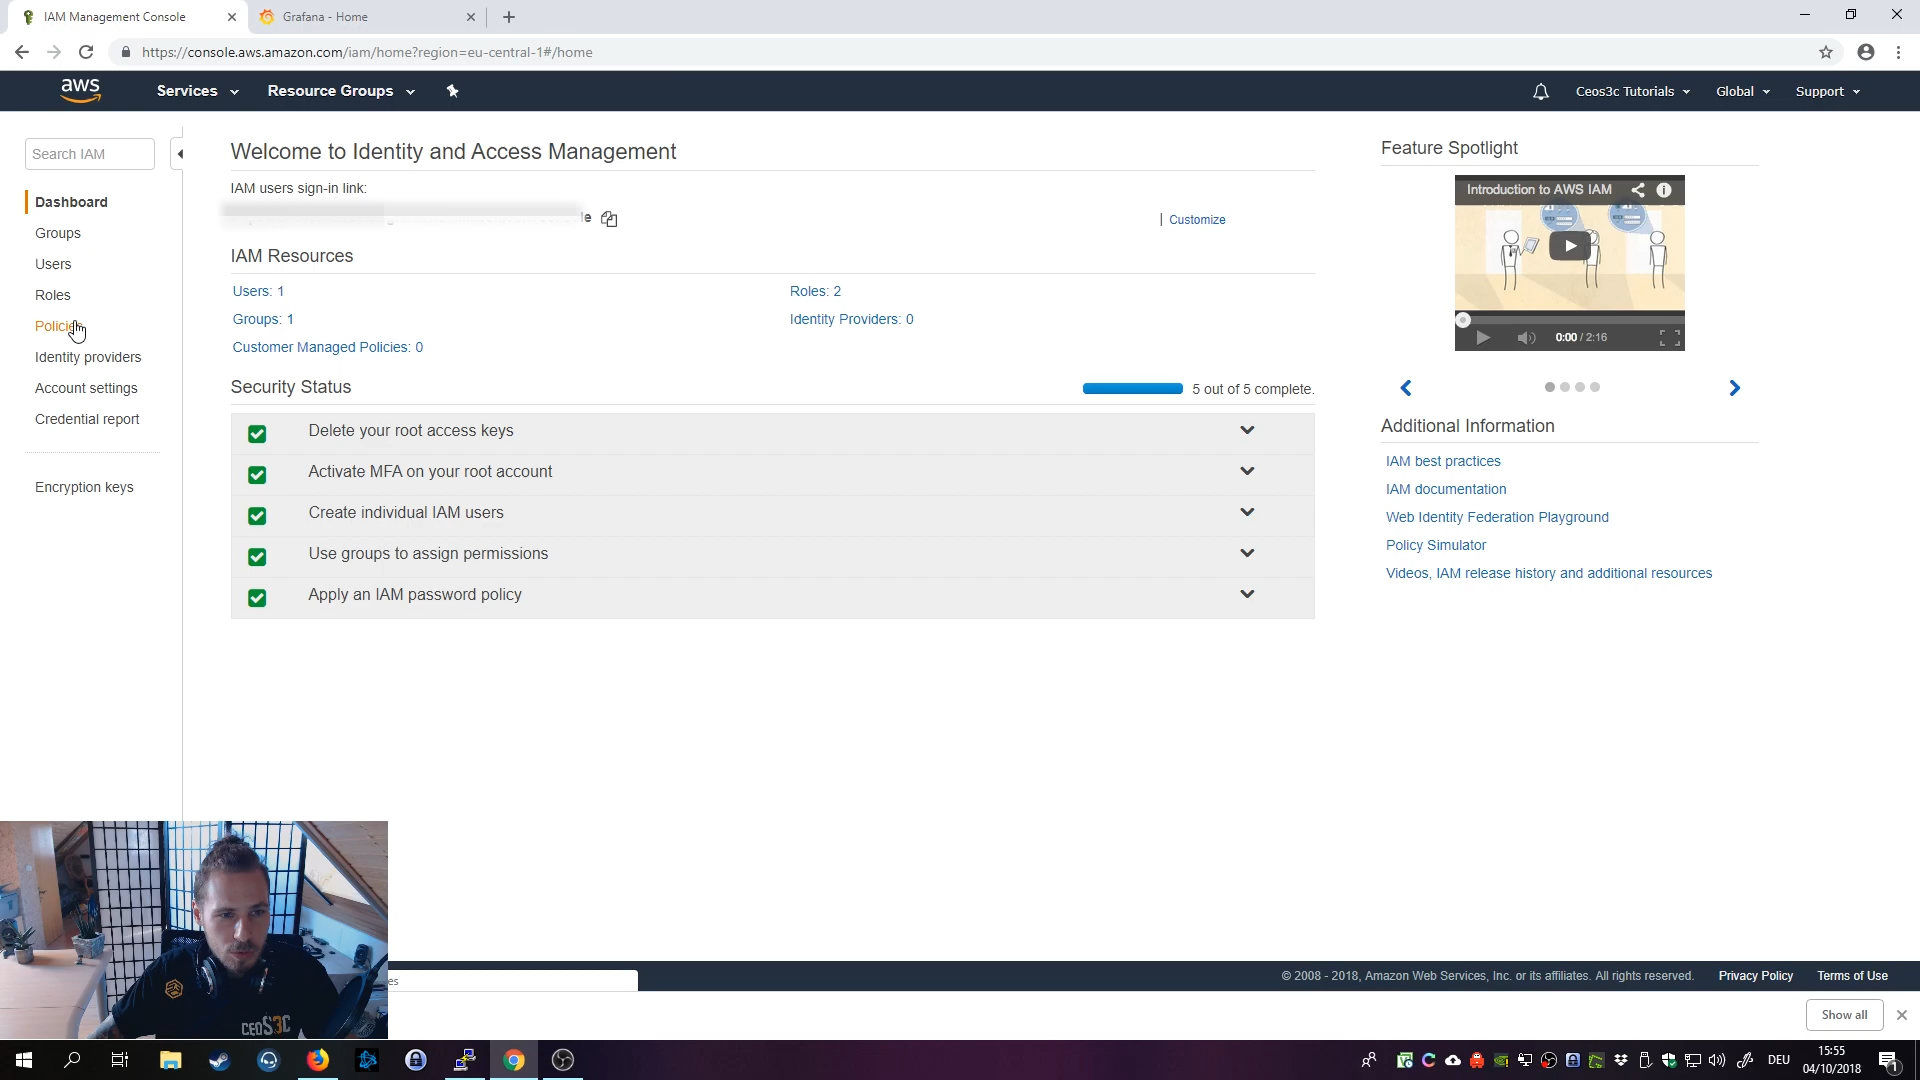 IAM Management Console
Grafana - Home
https://console.aws.amazon.com/iam/home?region=eu-central-1#/home
aws
Services
Resource Groups
Ceos3c Tutorials
Global
Support
Search IAM
Dashboard
Groups
Users
Roles
Policies
Identity providers
Account settings
Credential report
Encryption keys
Welcome to Identity and Access Management
IAM users sign-in link:
Customize
IAM Resources
Users: 1
Roles: 2
Groups: 1
Identity Providers: 0
Customer Managed Policies: 0
Security Status
5 out of 5 complete.
Delete your root access keys
Activate MFA on your root account
Create individual IAM users
Use groups to assign permissions
Apply an IAM password policy
Feature Spotlight
Introduction to AWS IAM
0:00 / 2:16
Additional Information
IAM best practices
IAM documentation
Web Identity Federation Playground
Policy Simulator
Videos, IAM release history and additional resources
CEOS3C
© 2008 - 2018, Amazon Web Services, Inc. or its affiliates. All rights reserved.
Privacy Policy
Terms of Use
Show all
DEU
15:55
04/10/2018
1